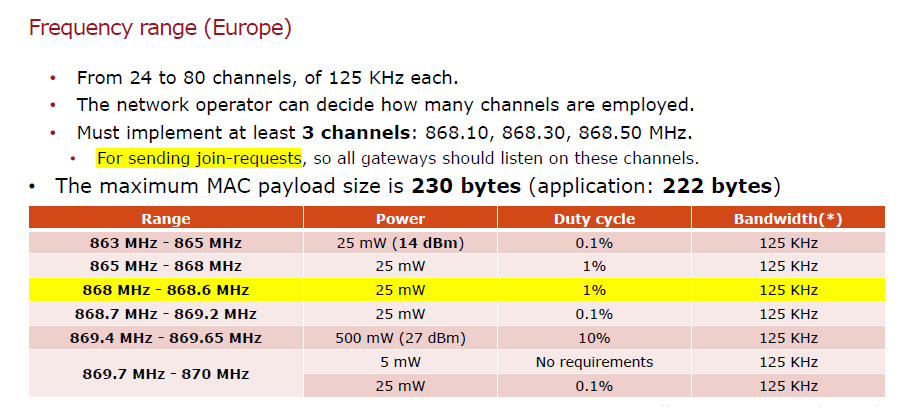 Frequency range (Europe)
• From 24 to 80 channels, of 125 KHz each.
• The network operator can decide how many channels are employed.
• Must implement at least 3 channels: 868.10, 868.30, 868.50 MHz.
• For sending join-requests, so all gateways should listen on these channels.
• The maximum MAC payload size is 230 bytes (application: 222 bytes)
Range Power Duty cycle Bandwidth(*)
863 MHz - 865 MHz 25 mW (14 dBm) 0.1% 125 KHz
865 MHz - 868 MHz 25 mW 1% 125 KHz
868 MHz - 868.6 MHz 25 mW 1% 125 KHz
868.7 MHz - 869.2 MHz 25 mW 0.1% 125 KHz
869.4 MHz - 869.65 MHz 500 mW (27 dBm) 10% 125 KHz
869.7 MHz - 870 MHz 5 mW No requirements 125 KHz
25 mW 0.1% 125 KHz